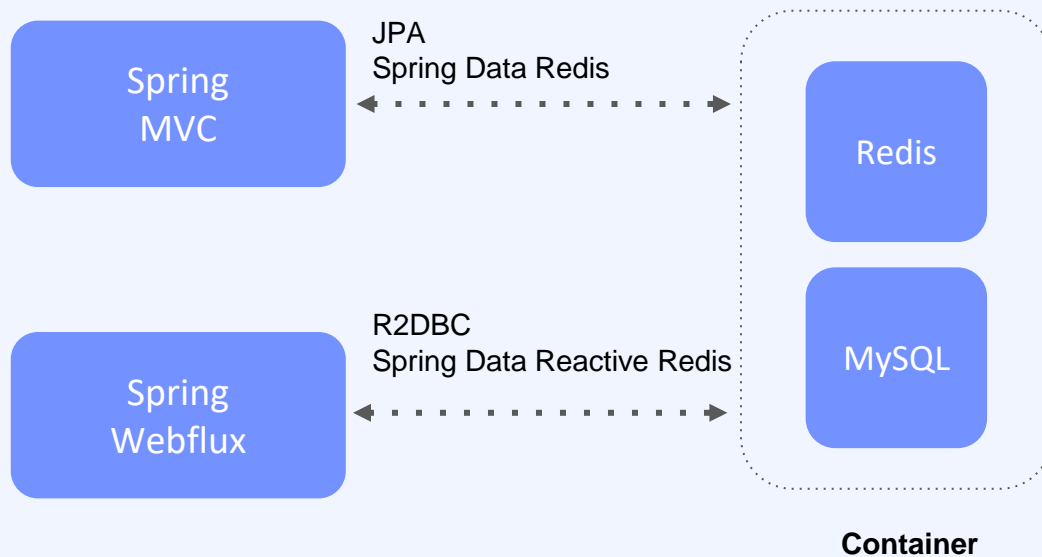 Spring
MVC
JPA
Spring Data Redis
Redis
MySQL
R2DBC
Spring Data Reactive Redis
Spring
Webflux
Container